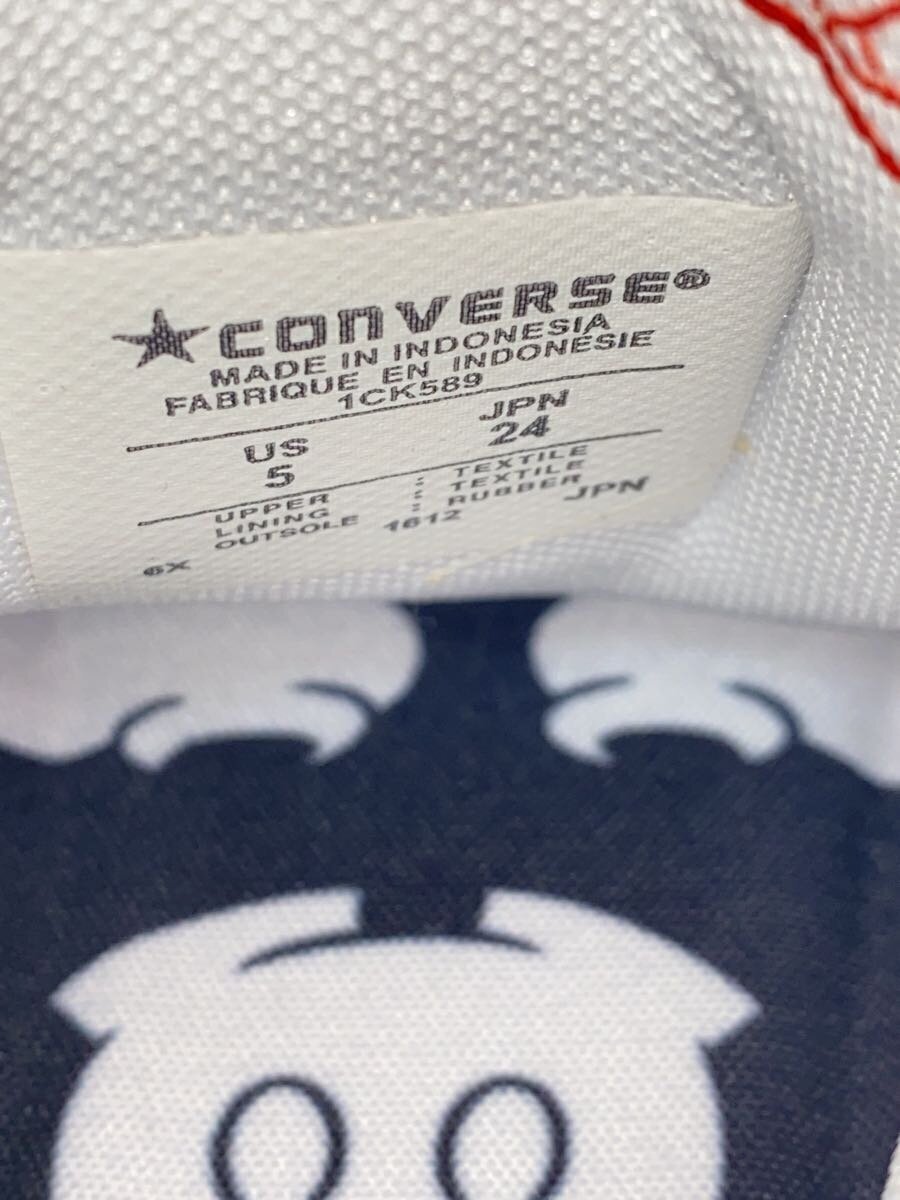 CONVERSE®
MADE IN INDONESIA
FABRIQUE EN INDONESIE
1CK589
US JPN
5 24
UPPER : TEXTILE
LINING : TEXTILE
OUTSOLE : RUBBER
6X 1612 JPN